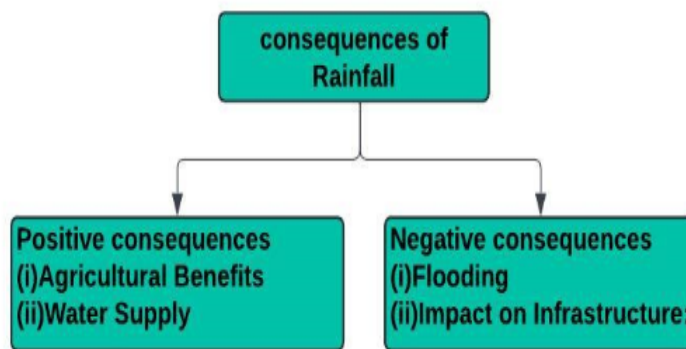 consequences of
Rainfall
Positive consequences
(i)Agricultural Benefits
(ii)Water Supply
Negative consequences
(i)Flooding
(ii)Impact on Infrastructure: